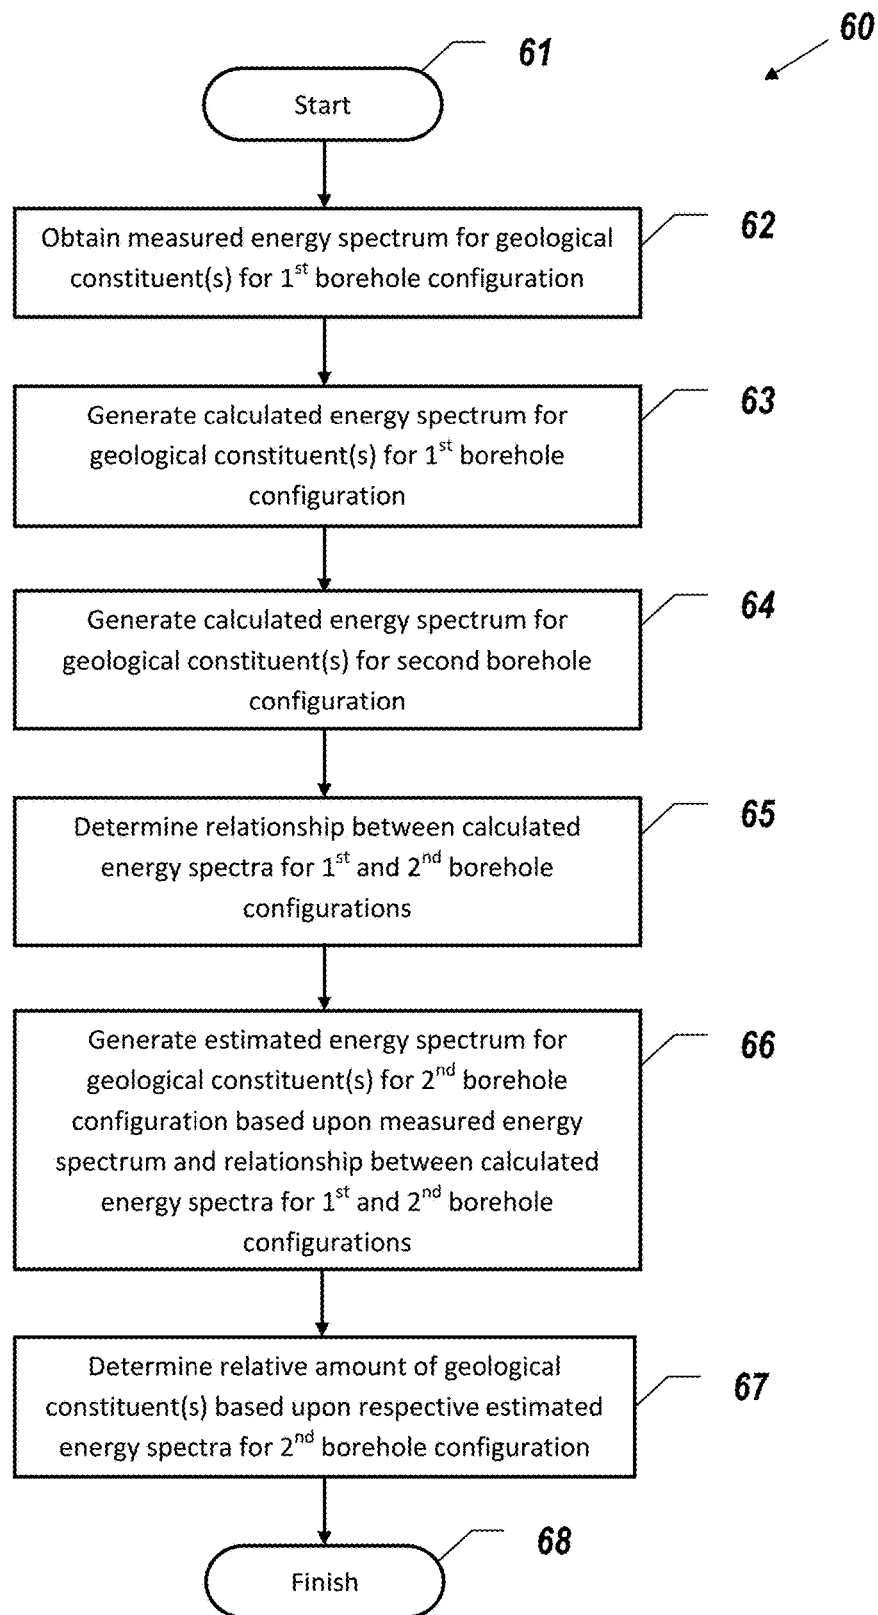 60
61
Start
62
Obtain measured energy spectrum for geological
constituent(s) for 1st borehole configuration
63
Generate calculated energy spectrum for
geological constituent(s) for 1st borehole
configuration
64
Generate calculated energy spectrum for
geological constituent(s) for second borehole
configuration
65
Determine relationship between calculated
energy spectra for 1st and 2nd borehole
configurations
66
Generate estimated energy spectrum for
geological constituent(s) for 2nd borehole
configuration based upon measured energy
spectrum and relationship between calculated
energy spectra for 1st and 2nd borehole
configurations
67
Determine relative amount of geological
constituent(s) based upon respective estimated
energy spectra for 2nd borehole configuration
68
Finish